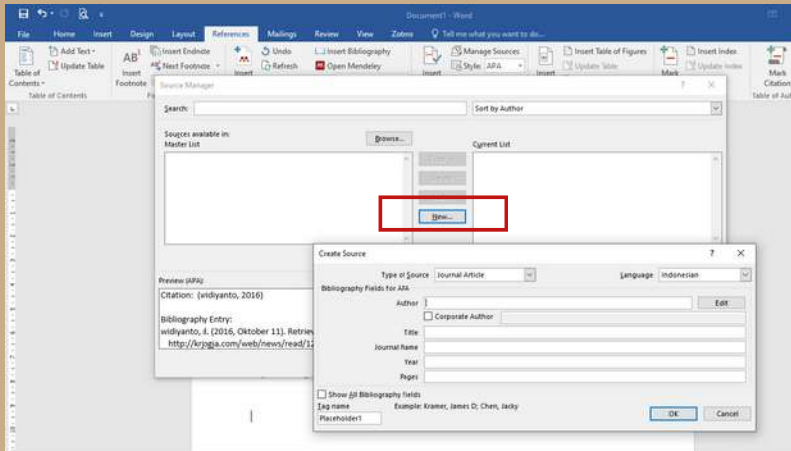 Document1 - Word
File Home Insert Design Layout References Mailings Review View Zotero Tell me what you want to do...
Table of Contents
Add Text
Update Table
AB
Insert Footnote
Insert Endnote
Next Footnote
Insert
Undo
Refresh
Insert Bibliography
Open Mendeley
Insert
Manage Sources
Style: APA
Insert
Insert Table of Figures
Update Table
Mark
Insert Index
Update Index
Mark Citation
Table of Contents
Table of Au
Source Manager
? X
Search:
Sort by Author
Sources available in:
Master List
Browse...
Current List
New...
Preview (APA):
Citation: (widiyanto, 2016)
Bibliography Entry:
widiyanto, d. (2016, Oktober 11). Retriev
http://krjogja.com/web/news/read/12
Create Source
? X
Type of Source Journal Article
Language Indonesian
Bibliography Fields for APA
Author
Edit
Corporate Author
Title
Journal Name
Year
Pages
Show All Bibliography Fields
Tag name
Example: Kramer, James D; Chen, Jacky
Placeholder1
OK
Cancel